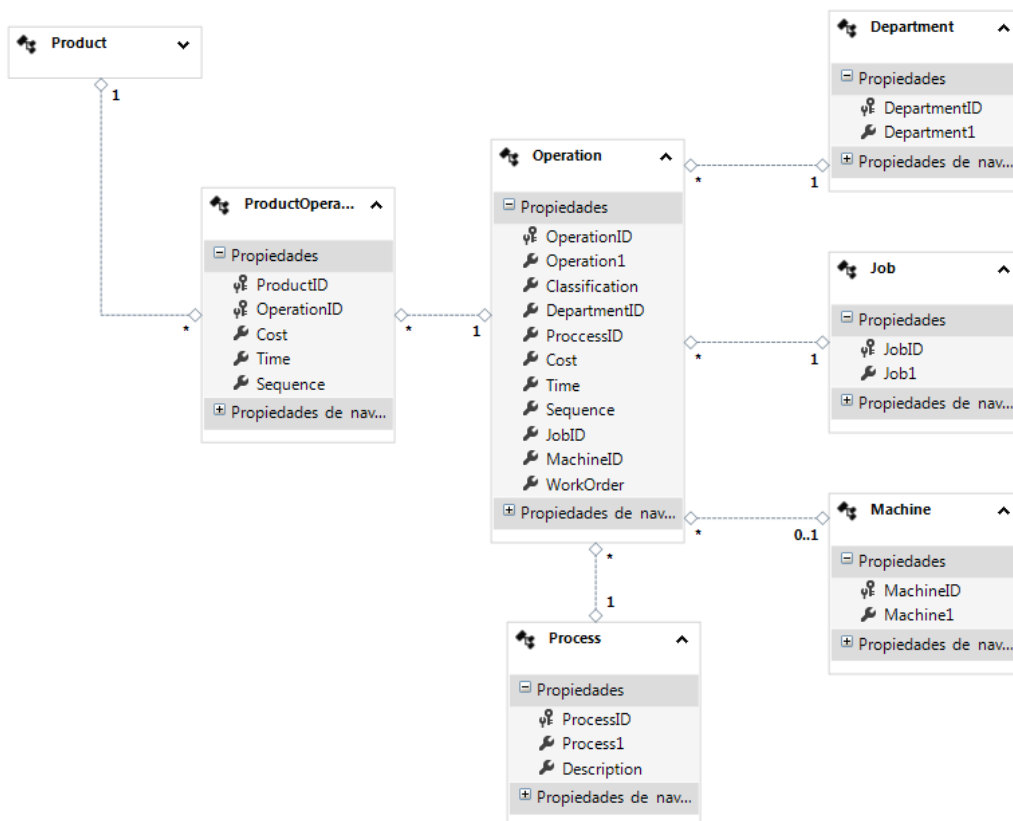 Product
1
ProductOpera...
Propiedades
ProductID
OperationID
Cost
Time
Sequence
Propiedades de nav...
*
*
1
Operation
Propiedades
OperationID
Operation1
Classification
DepartmentID
ProccessID
Cost
Time
Sequence
JobID
MachineID
WorkOrder
Propiedades de nav...
*
1
Department
Propiedades
DepartmentID
Department1
Propiedades de nav...
*
1
Job
Propiedades
JobID
Job1
Propiedades de nav...
*
0..1
Machine
Propiedades
MachineID
Machine1
Propiedades de nav...
*
1
Process
Propiedades
ProcessID
Process1
Description
Propiedades de nav...